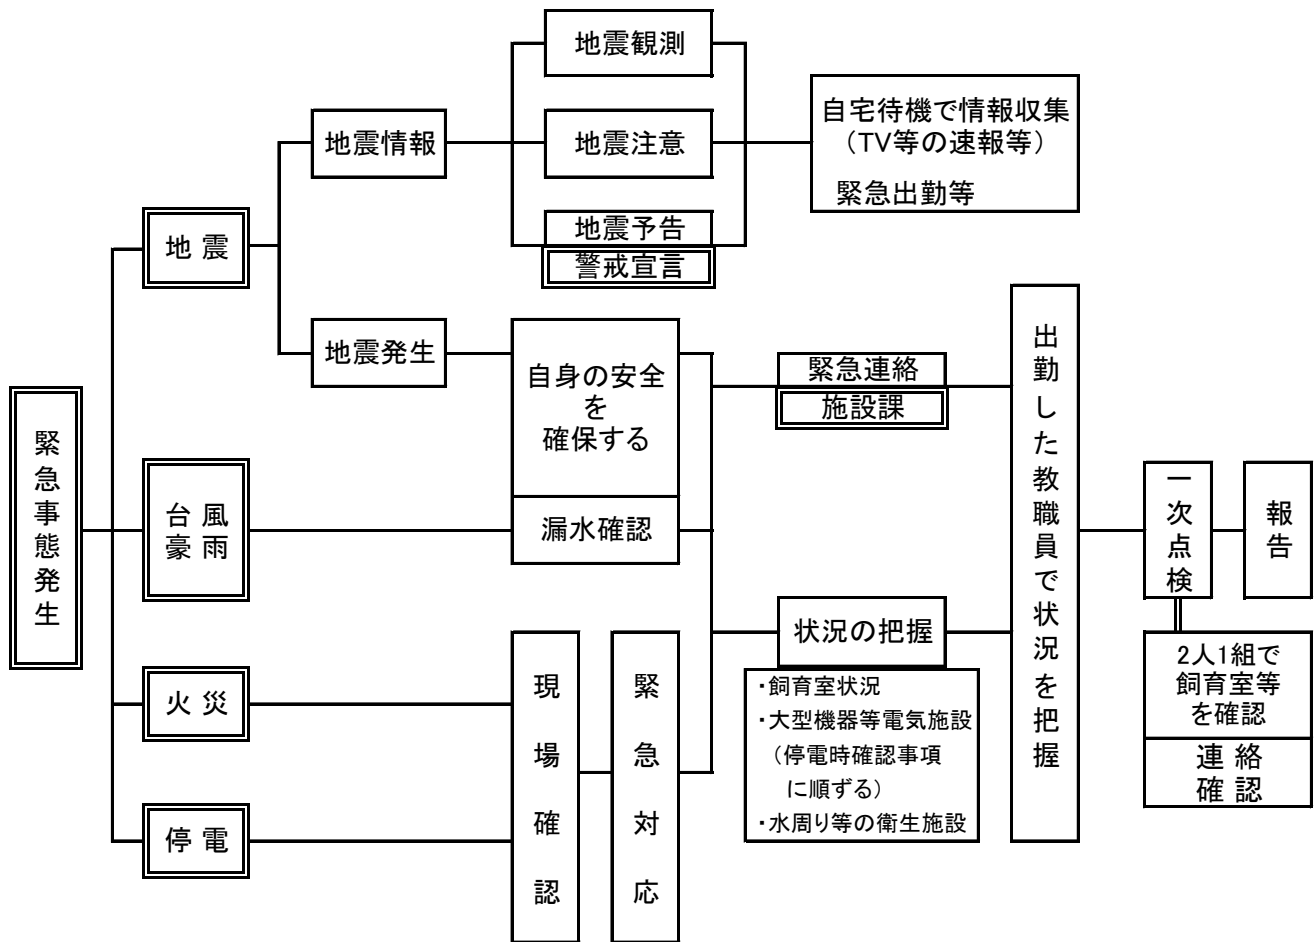 緊急事態発生
地 震
台 風
豪 雨
火 災
停 電
地震情報
地震発生
地震観測
地震注意
地震予告
警戒宣言
自宅待機で情報収集
（TV等の速報等）
緊急出勤等
自身の安全
を
確保する
漏水確認
現場確認
緊急対応
緊急連絡
施設課
状況の把握
・飼育室状況
・大型機器等電気施設
（停電時確認事項
に順ずる）
・水周り等の衛生施設
出勤した教職員で状況を把握
一次点検
報告
2人1組で
飼育室等
を確認
連 絡
確 認